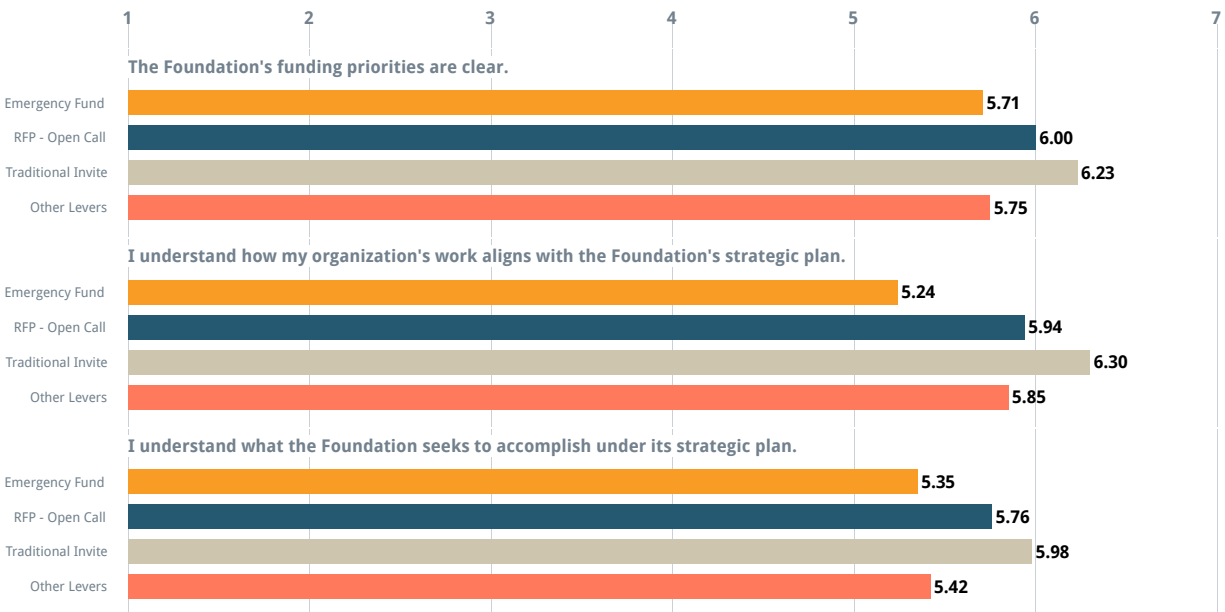 1 2 3 4 5 6 7
The Foundation's funding priorities are clear.
Emergency Fund 5.71
RFP - Open Call 6.00
Traditional Invite 6.23
Other Levers 5.75
I understand how my organization's work aligns with the Foundation's strategic plan.
Emergency Fund 5.24
RFP - Open Call 5.94
Traditional Invite 6.30
Other Levers 5.85
I understand what the Foundation seeks to accomplish under its strategic plan.
Emergency Fund 5.35
RFP - Open Call 5.76
Traditional Invite 5.98
Other Levers 5.42